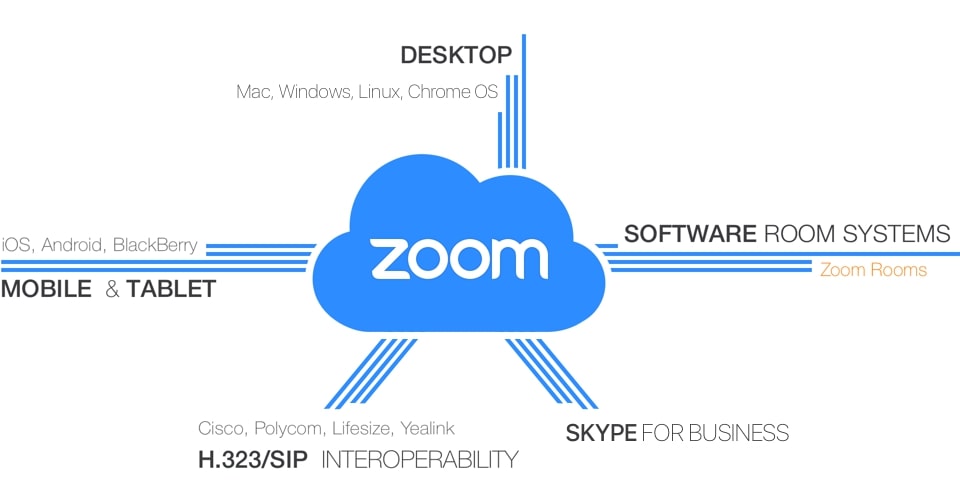 DESKTOP
Mac, Windows, Linux, Chrome OS
zoom
iOS, Android, BlackBerry
MOBILE & TABLET
SOFTWARE ROOM SYSTEMS
Zoom Rooms
Cisco, Polycom, Lifesize, Yealink
H.323/SIP INTEROPERABILITY
SKYPE FOR BUSINESS